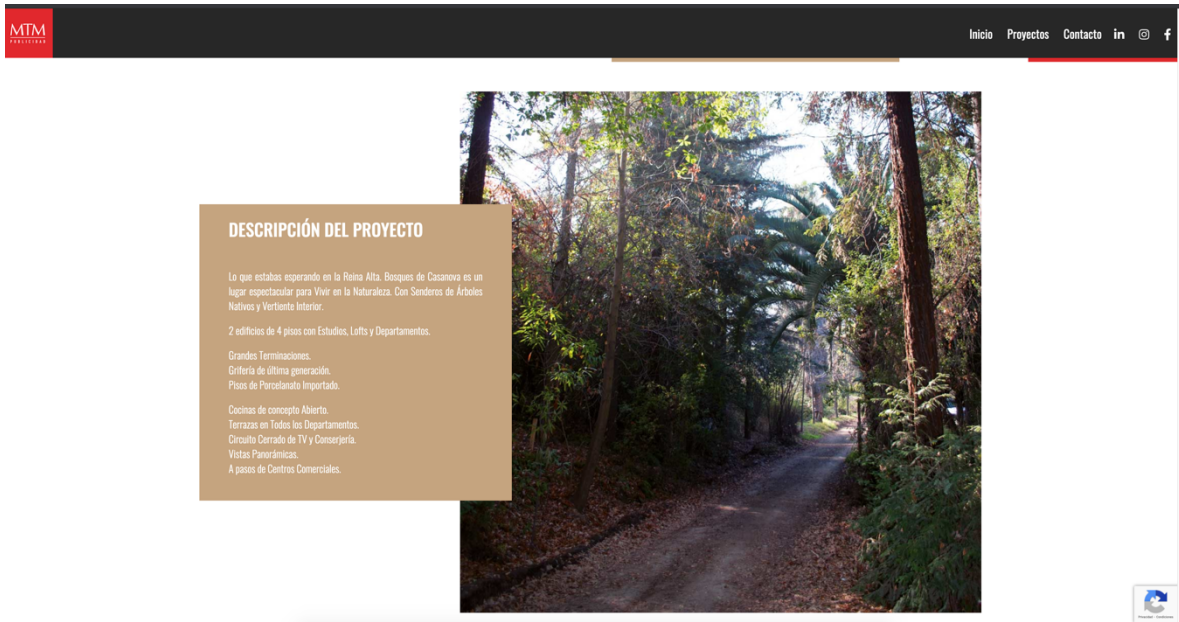 MTM
PUBLICIDAD
Inicio Proyectos Contacto in f
DESCRIPCIÓN DEL PROYECTO
Lo que estabas esperando en la Reina Alta. Bosques de Casanova es un
lugar espectacular para Vivir en la Naturaleza. Con Senderos de Árboles
Nativos y Vertiente Interior.
2 edificios de 4 pisos con Estudios, Lofts y Departamentos.
Grandes Terminaciones.
Grifería de última generación.
Pisos de Porcelanato Importado.
Cocinas de concepto Abierto.
Terrazas en Todos los Departamentos.
Circuito Cerrado de TV y Conserjería.
Vistas Panorámicas.
A pasos de Centros Comerciales.
Privacidad - Condiciones